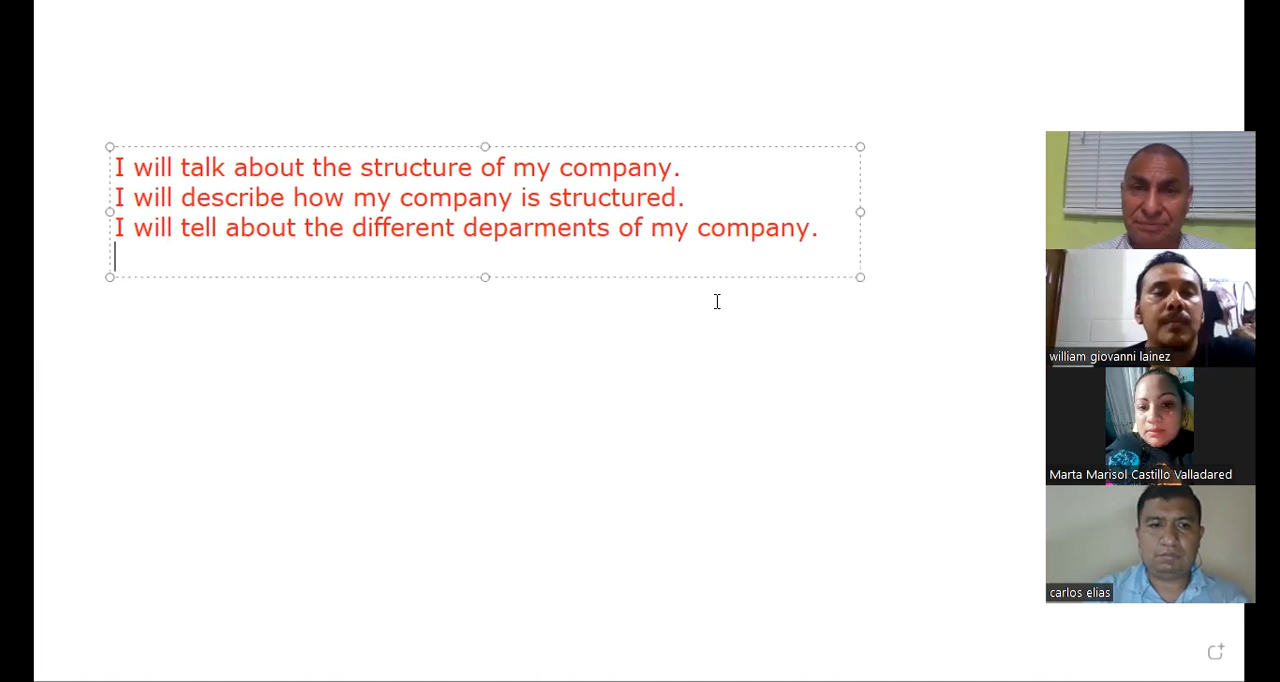 I will talk about the structure of my company.
I will describe how my company is structured.
I will tell about the different deparments of my company.
william giovanni lainez
Marta Marisol Castillo Valladared
carlos elias